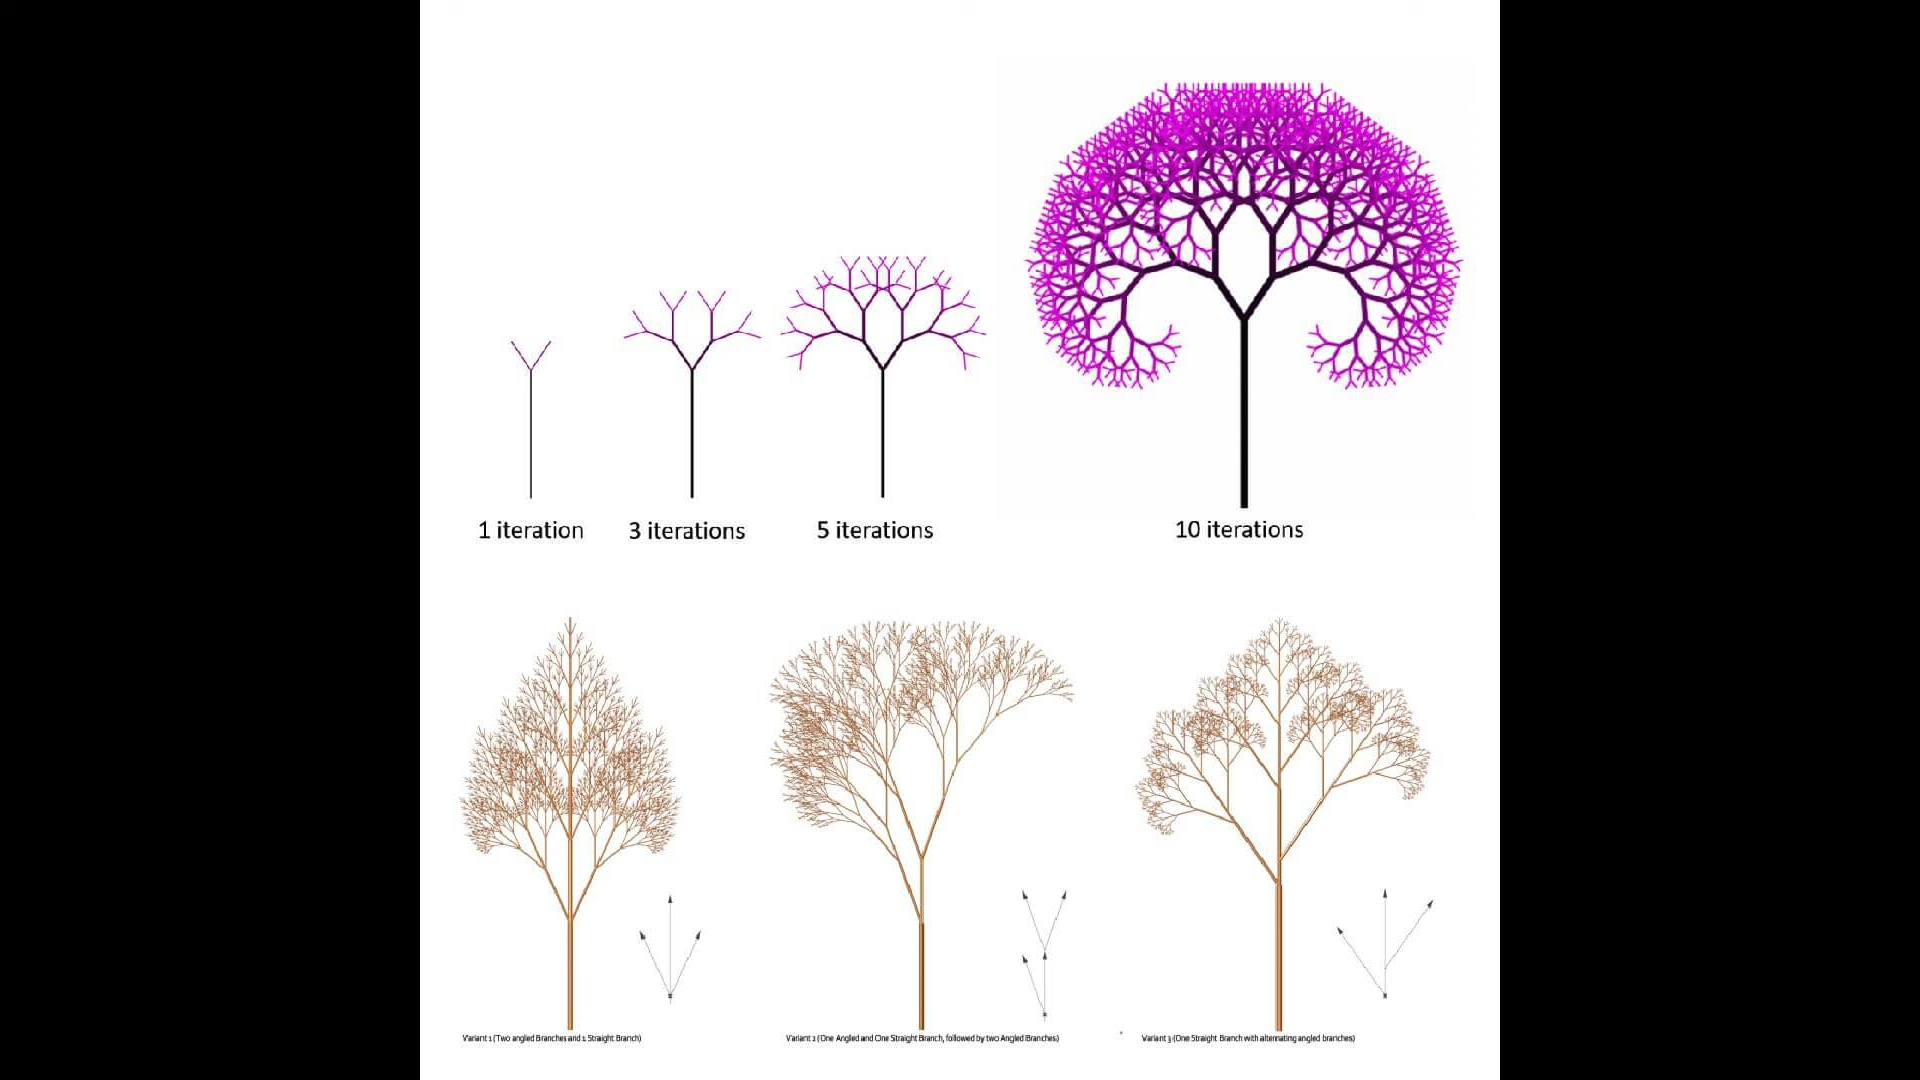 1 iteration
3 iterations
5 iterations
10 iterations
Variant 1 (Two angled Branches and 1 Straight Branch)
Variant 2 (One Angled and One Straight Branch, followed by two Angled Branches)
Variant 3 (One Straight Branch with alternating angled branches)